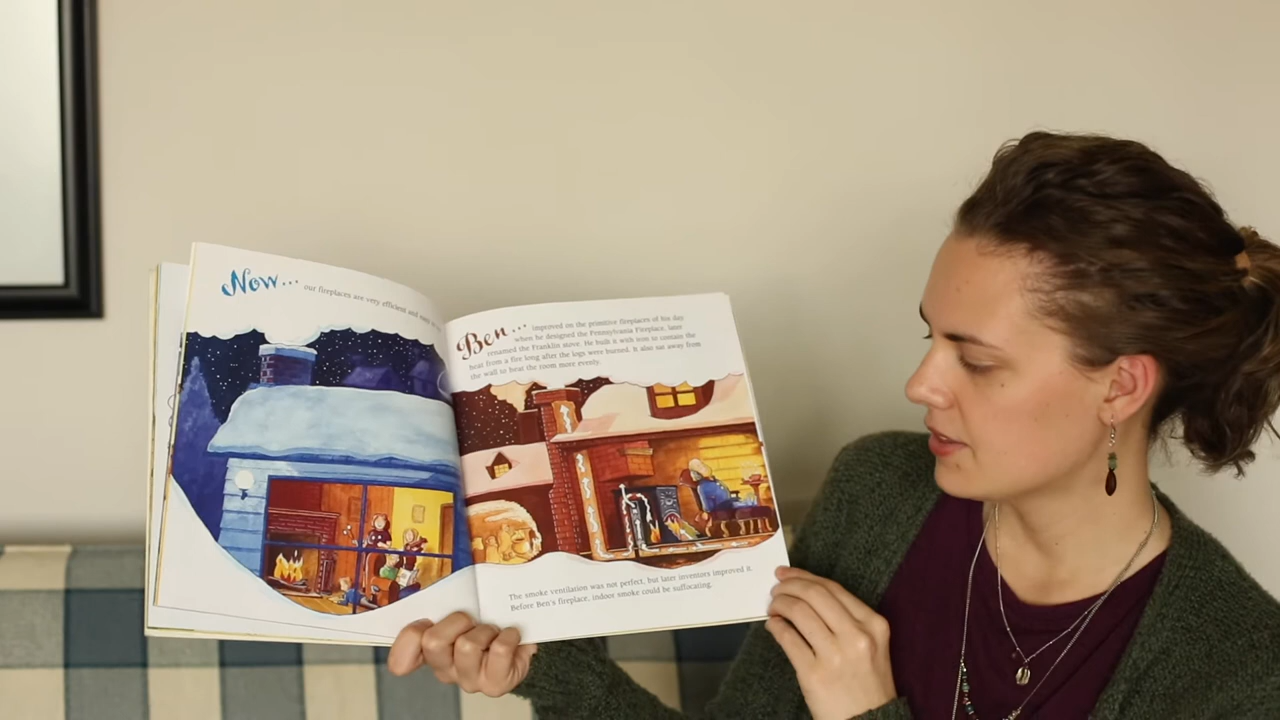 Now... our fireplaces are very efficient and easy
Ben... improved on the primitive fireplaces of his day
when he designed the Pennsylvania Fireplace, later
renamed the Franklin stove. He built it with iron to contain the
heat from a fire long after the logs were burned. It also sat away from
the wall to heat the room more evenly.
The smoke ventilation was not perfect, but later inventors improved it.
Before Ben's fireplace, indoor smoke could be suffocating.